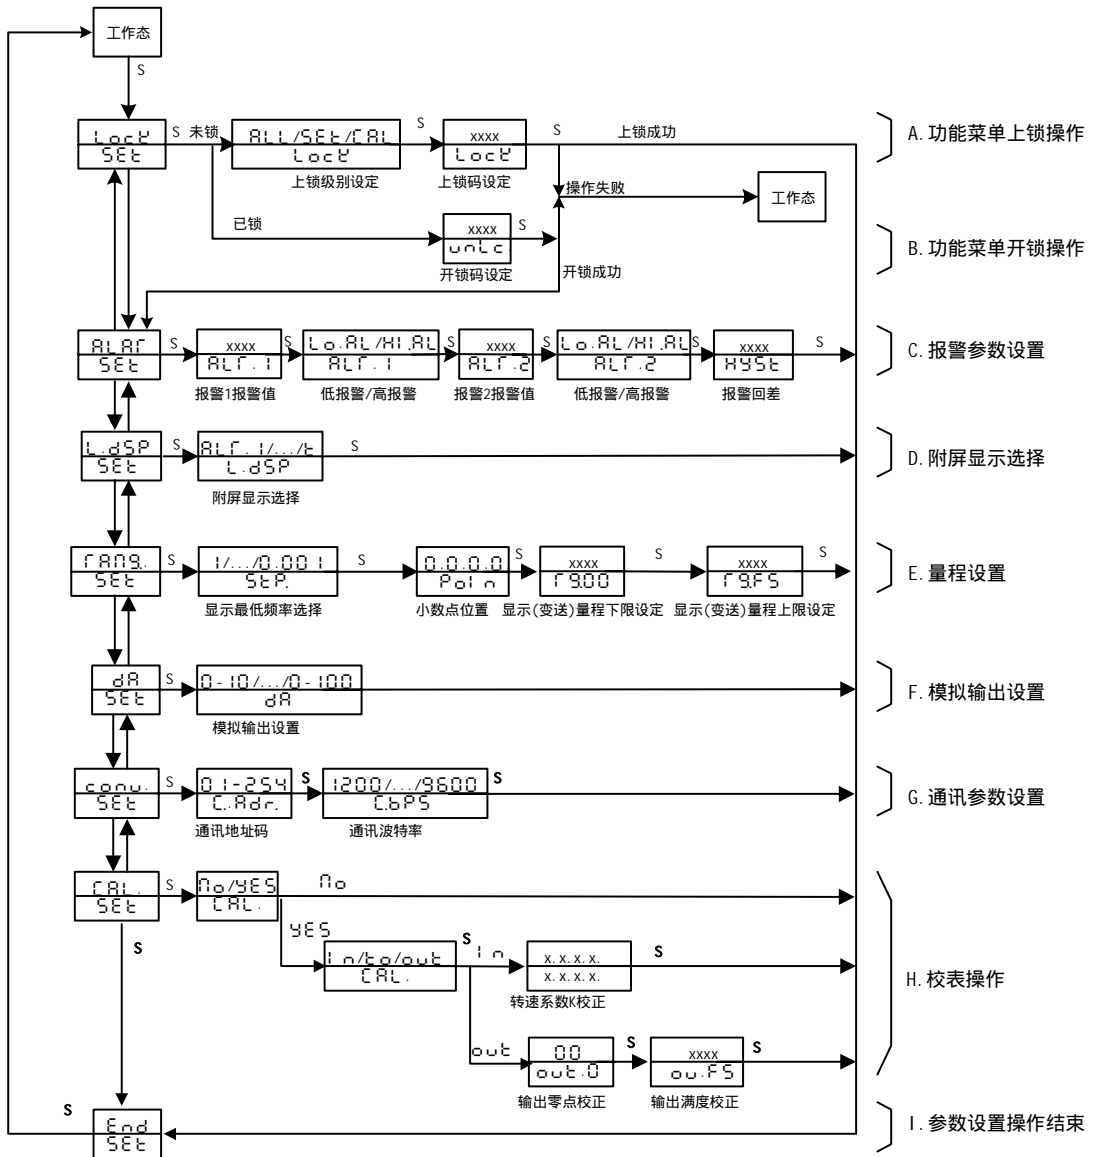 工作态
S
LocK
SEt
S 未锁
ALL/SEt/CAL
LocK
上锁级别设定
S
xxxx
LocK
上锁码设定
S
上锁成功
A.功能菜单上锁操作
操作失败
工作态
已锁
xxxx
unLc
S
开锁码设定
开锁成功
B.功能菜单开锁操作
ALAr
SEt
S
xxxx
ALr.1
报警1报警值
S
Lo.AL/HI.AL
ALr.1
低报警/高报警
S
xxxx
ALr.2
报警2报警值
S
Lo.AL/HI.AL
ALr.2
低报警/高报警
S
xxxx
HYSt
报警回差
S
C.报警参数设置
L.dSP
SEt
S
ALr.1/.../t
L.dSP
附屏显示选择
S
D.附屏显示选择
rANg.
SEt
S
1/.../0.001
StP.
显示最低频率选择
S
0.0.0.0
PoIn
小数点位置
S
xxxx
rg.00
显示(变送)量程下限设定
S
xxxx
rg.FS
显示(变送)量程上限设定
S
E.量程设置
dA
SEt
S
0-10/.../0-100
dA
模拟输出设置
F.模拟输出设置
conu.
SEt
S
01-254
C.Adr.
通讯地址码
S
1200/.../9600
C.bPS
通讯波特率
S
G.通讯参数设置
CAL.
SEt
S
No/YES
CAL.
No
YES
S
In/to/out
CAL.
S
In
x.x.x.x.
x.x.x.x.
转速系数K校正
S
H.校表操作
out
00
out.0
输出零点校正
S
xxxx
ou.FS
输出满度校正
S
S
End
SEt
I.参数设置操作结束